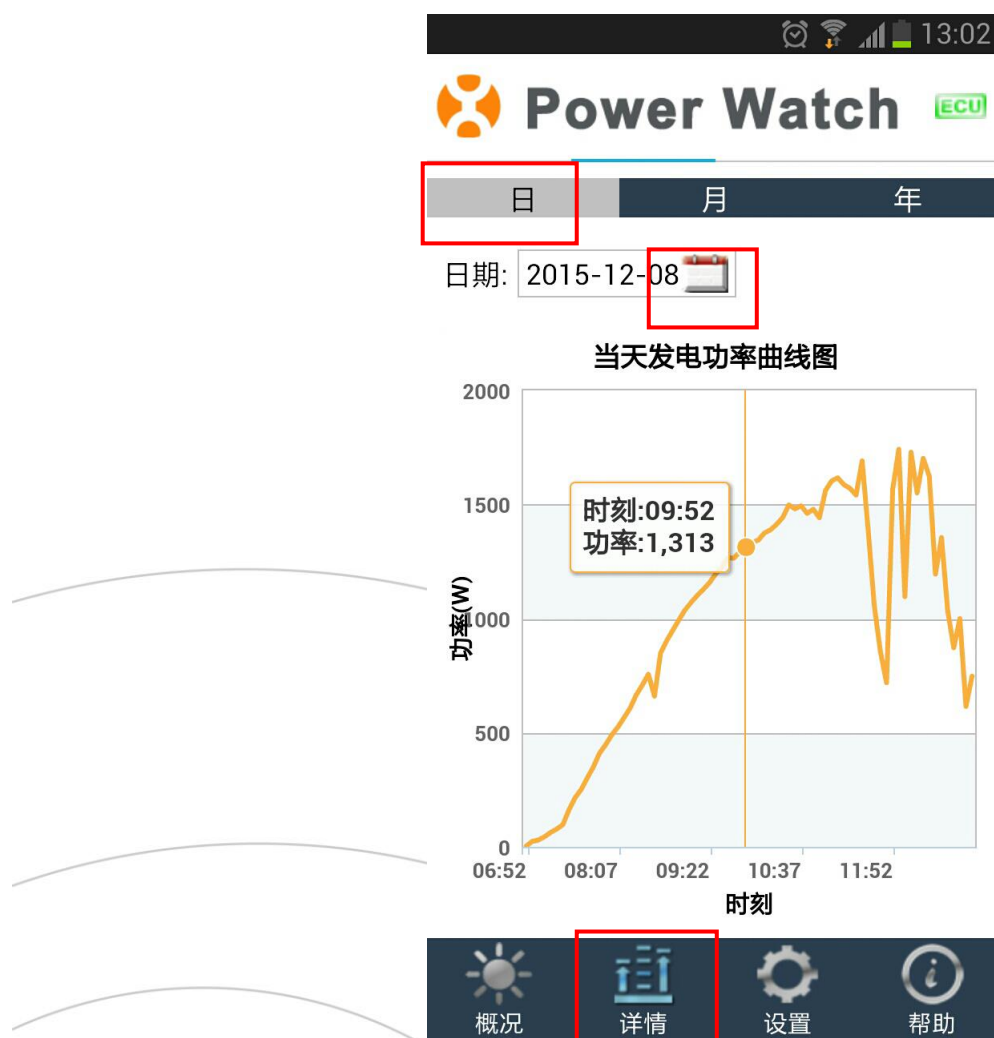 13:02
Power Watch ECU
日 月 年
日期: 2015-12-08
当天发电功率曲线图
2000
1500
时刻:09:52
功率:1,313
1000
功率(W)
500
0
06:52 08:07 09:22 10:37 11:52
时刻
概况 详情 设置 帮助